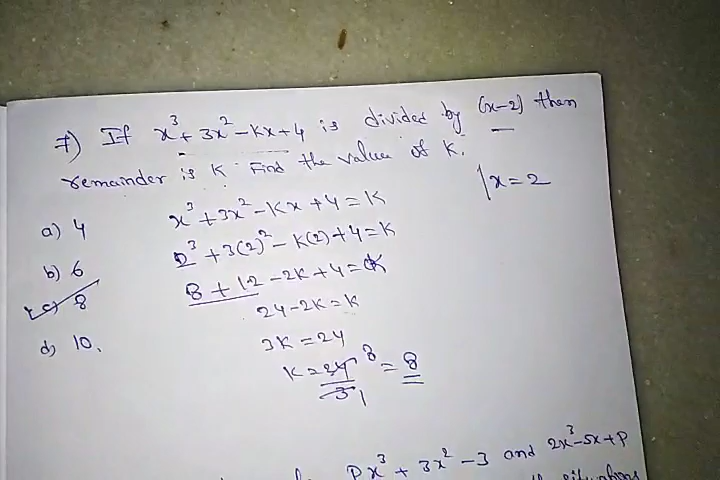 7) If x³ + 3x² - kx + 4 is divided by (x-2) then
remainder is K. Find the value of K.
x = 2
a) 4
b) 6
c) 8
d) 10.
x³ + 3x² - Kx + 4 = K
2³ + 3(2)² - K(2) + 4 = K
8 + 12 - 2K + 4 = K
24 - 2K = K
3K = 24
K = 24/3 8 1 = 8
Px³ + 3x² - 3 and 2x³ - 5x + P